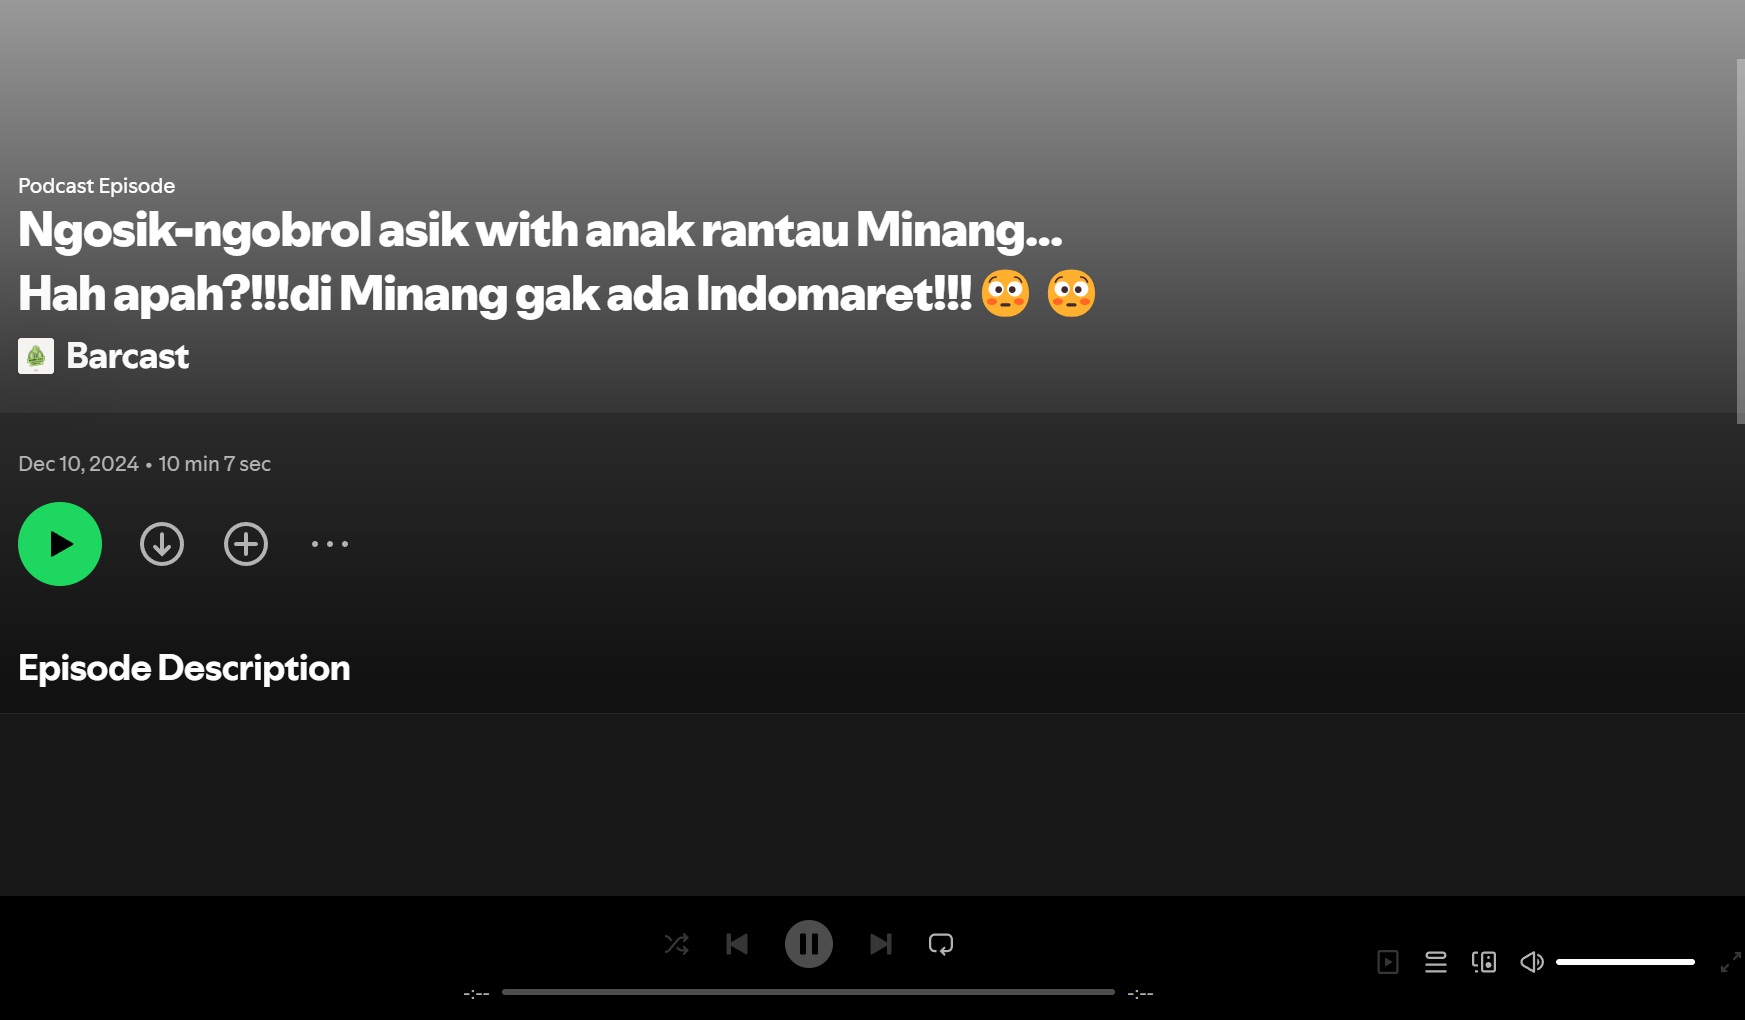 Podcast Episode
Ngosik-ngobrol asik with anak rantau Minang...
Hah apah?!!!di Minang gak ada Indomaret!!!😳 😳
Barcast
Dec 10, 2024 • 10 min 7 sec
Episode Description
-:--
-:--